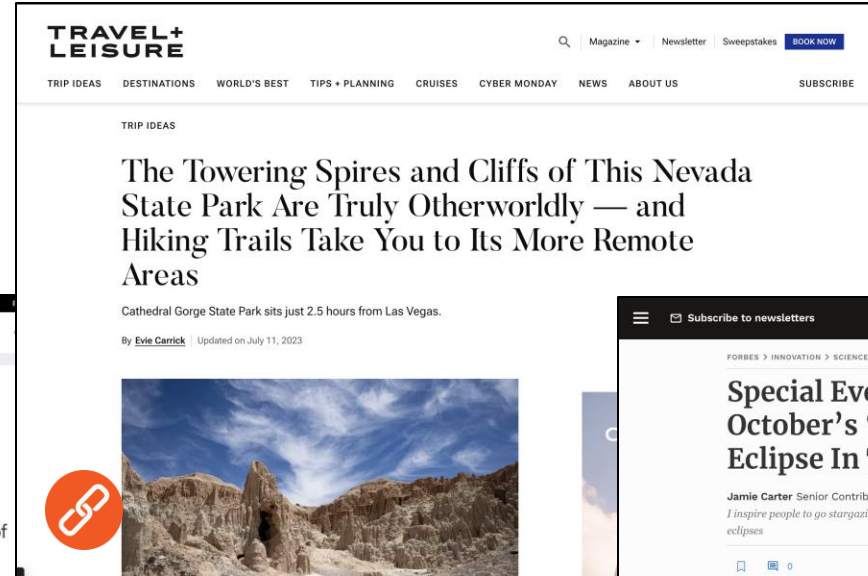 TRAVEL+
LEISURE
Magazine
Newsletter
Sweepstakes
BOOK NOW
TRIP IDEAS DESTINATIONS WORLD'S BEST TIPS + PLANNING CRUISES CYBER MONDAY NEWS ABOUT US SUBSCRIBE
TRIP IDEAS
The Towering Spires and Cliffs of This Nevada
State Park Are Truly Otherworldly — and
Hiking Trails Take You to Its More Remote
Areas
Cathedral Gorge State Park sits just 2.5 hours from Las Vegas.
By Evie Carrick Updated on July 11, 2023
of
Subscribe to newsletters
FORBES > INNOVATION > SCIENCE
Special Eve
October's '
Eclipse In '
Jamie Carter Senior Contrib
I inspire people to go stargazi
eclipses
0